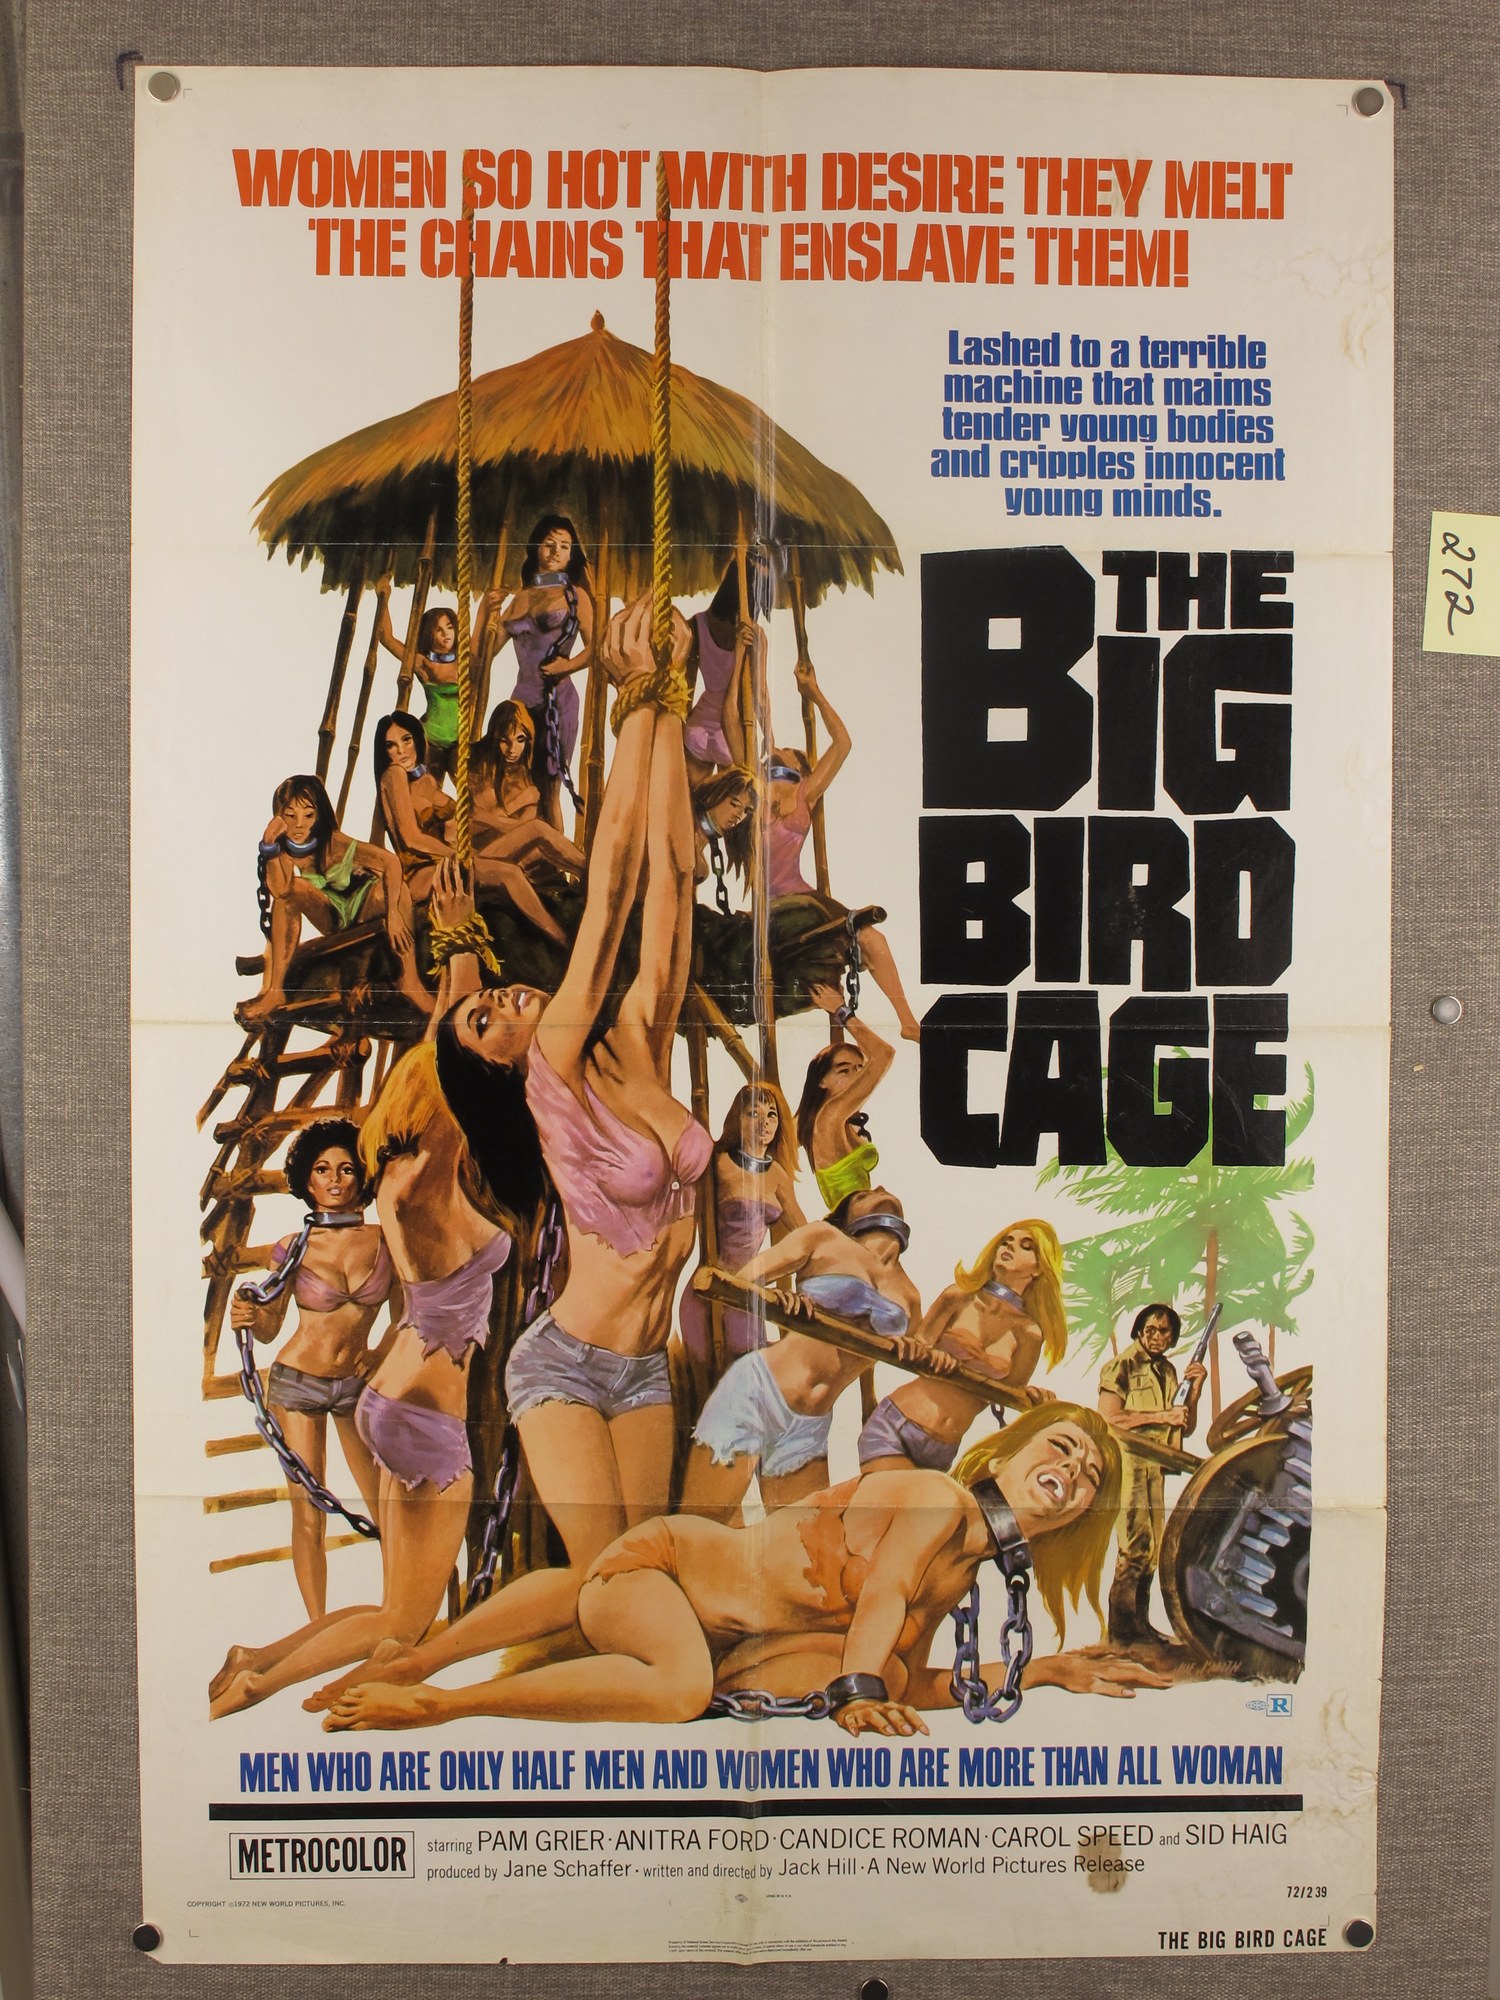 WOMEN SO HOT WITH DESIRE THEY MELT
THE CHAINS THAT ENSLAVE THEM!
Lashed to a terrible
machine that maims
tender young bodies
and cripples innocent
young minds.
THE
BIG
BIRD
CAGE
272
R
MEN WHO ARE ONLY HALF MEN AND WOMEN WHO ARE MORE THAN ALL WOMAN
METROCOLOR
starring PAM GRIER · ANITRA FORD · CANDICE ROMAN · CAROL SPEED and SID HAIG
produced by Jane Schaffer · written and directed by Jack Hill · A New World Pictures Release
COPYRIGHT ©1972 NEW WORLD PICTURES, INC.
72/239
THE BIG BIRD CAGE